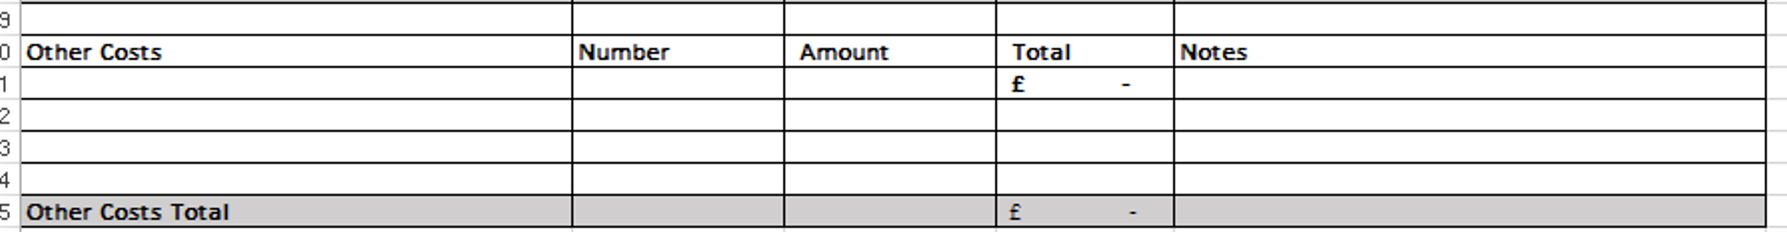 9
0 Other Costs Number Amount Total Notes
1 £ -
2
3
4
5 Other Costs Total £ -